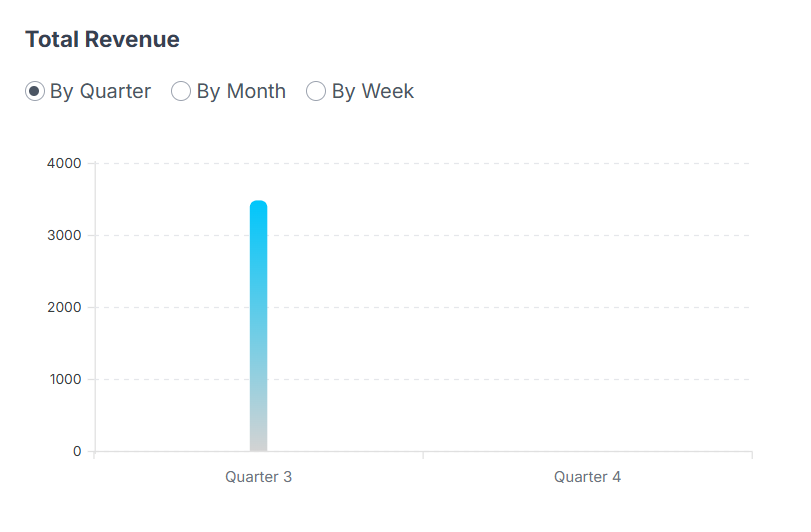 Total Revenue
By Quarter By Month By Week
4000
3000
2000
1000
0
Quarter 3 Quarter 4